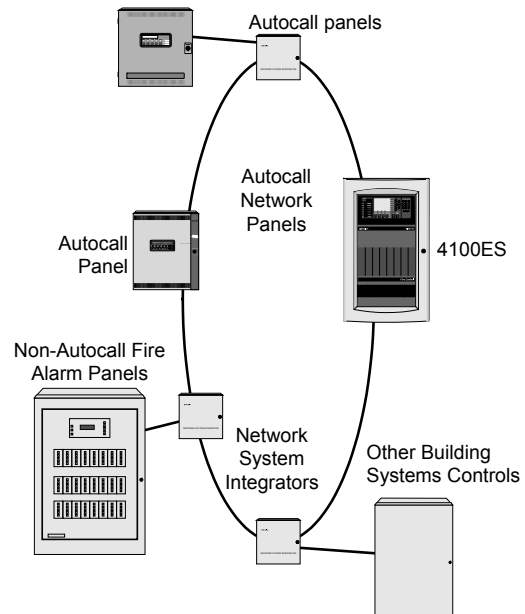 Autocall panels
Autocall
Network
Panels
4100ES
Autocall
Panel
Non-Autocall Fire
Alarm Panels
Network
System
Integrators
Other Building
Systems Controls